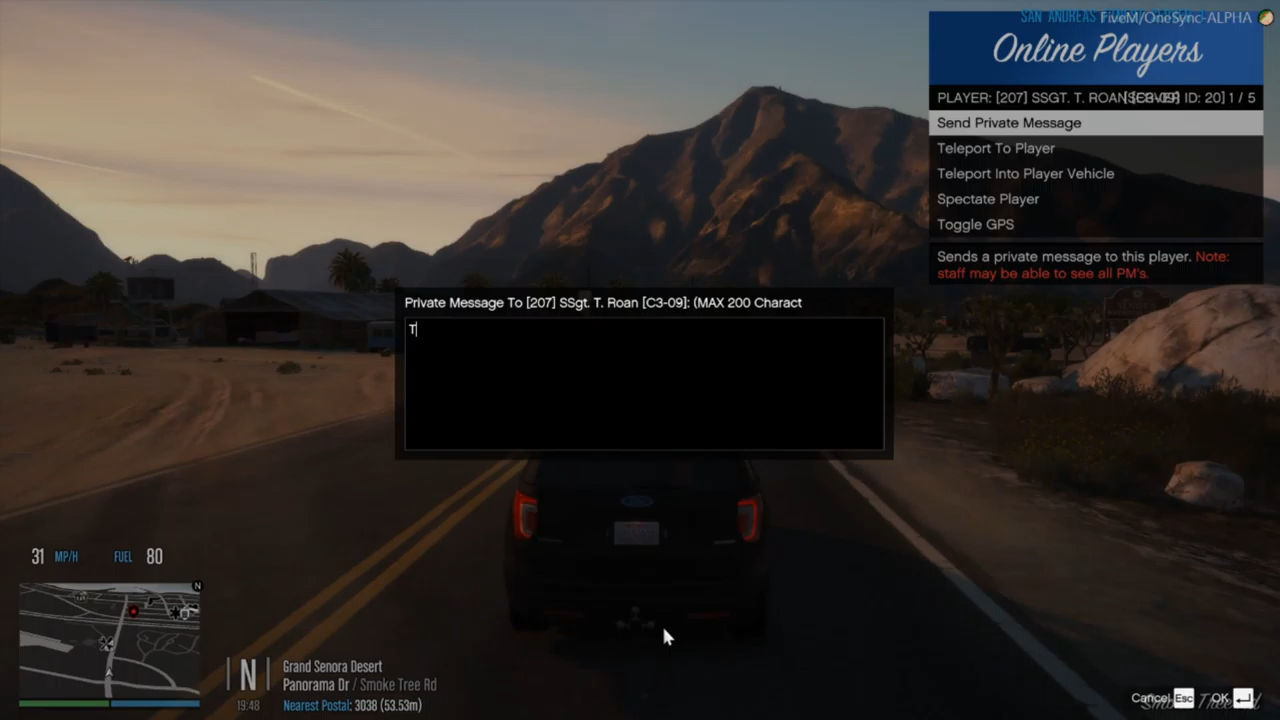 SAN ANDREAS
FiveM/OneSync-ALPHA
Online Players
PLAYER: [207] SSGT. T. ROAN [C3-09] ID: 20] 1 / 5
Send Private Message
Teleport To Player
Teleport Into Player Vehicle
Spectate Player
Toggle GPS
Sends a private message to this player. Note:
staff may be able to see all PM's.
Private Message To [207] SSgt. T. Roan [C3-09]: (MAX 200 Charact
T
31 MP/H FUEL 80
N
N
19:48
Grand Senora Desert
Panorama Dr / Smoke Tree Rd
Nearest Postal: 3038 (53.53m)
Cancel Esc OK